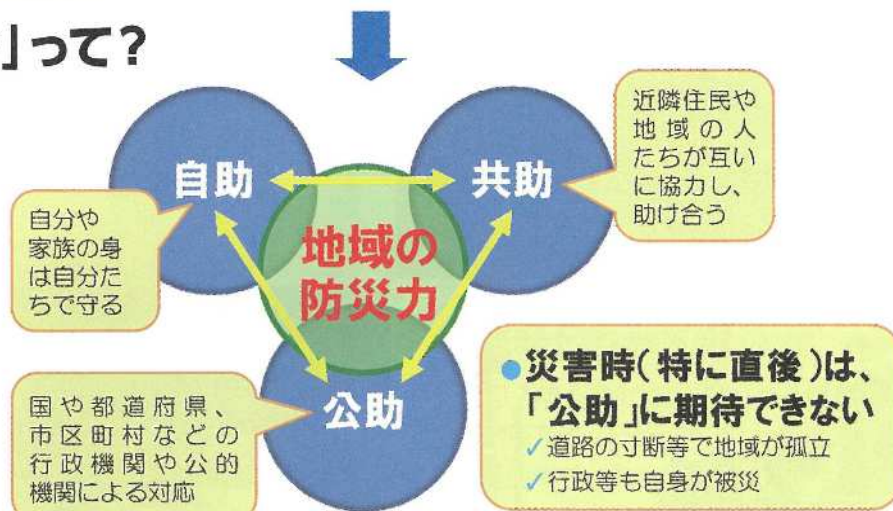 」って?
自助
共助
近隣住民や
地域の人
たちが互い
に協力し、
助け合う
自分や
家族の身
は自分た
ちで守る
地域の
防災力
公助
国や都道府県、
市区町村などの
行政機関や公的
機関による対応
●災害時(特に直後)は、
「公助」に期待できない
✓道路の寸断等で地域が孤立
✓行政等も自身が被災